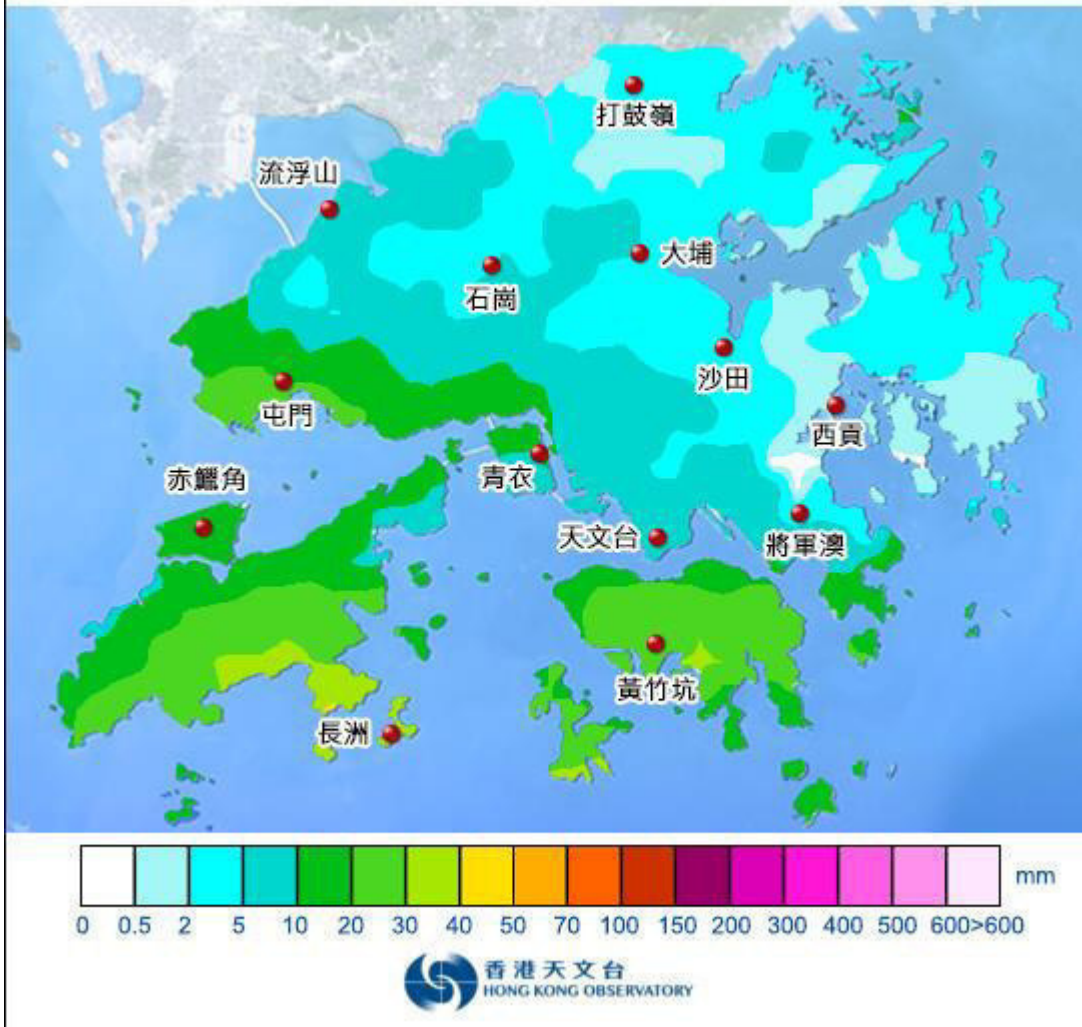 打鼓嶺
流浮山
大埔
石崗
沙田
屯門
西貢
赤鱲角
青衣
天文台
將軍澳
黃竹坑
長洲
mm
0 0.5 2 5 10 20 30 40 50 70 100 150 200 300 400 500 600>600
香港天文台
HONG KONG OBSERVATORY